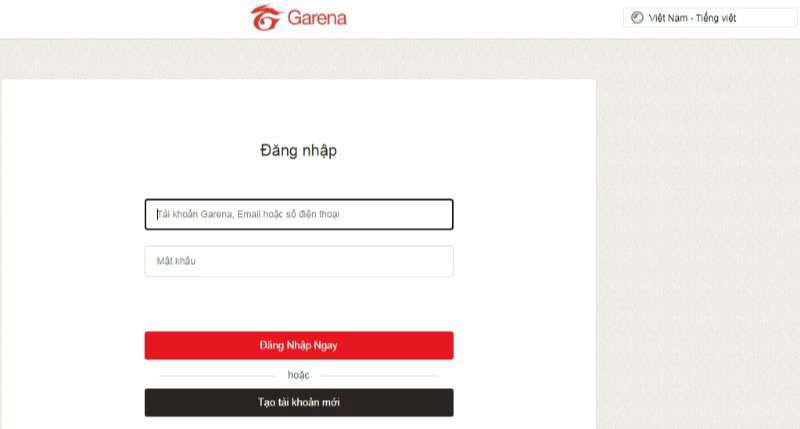 Garena
Việt Nam - Tiếng việt
Đăng nhập
Tài khoản Garena, Email hoặc số điện thoại
Mật khẩu
Đăng Nhập Ngay
hoặc
Tạo tài khoản mới